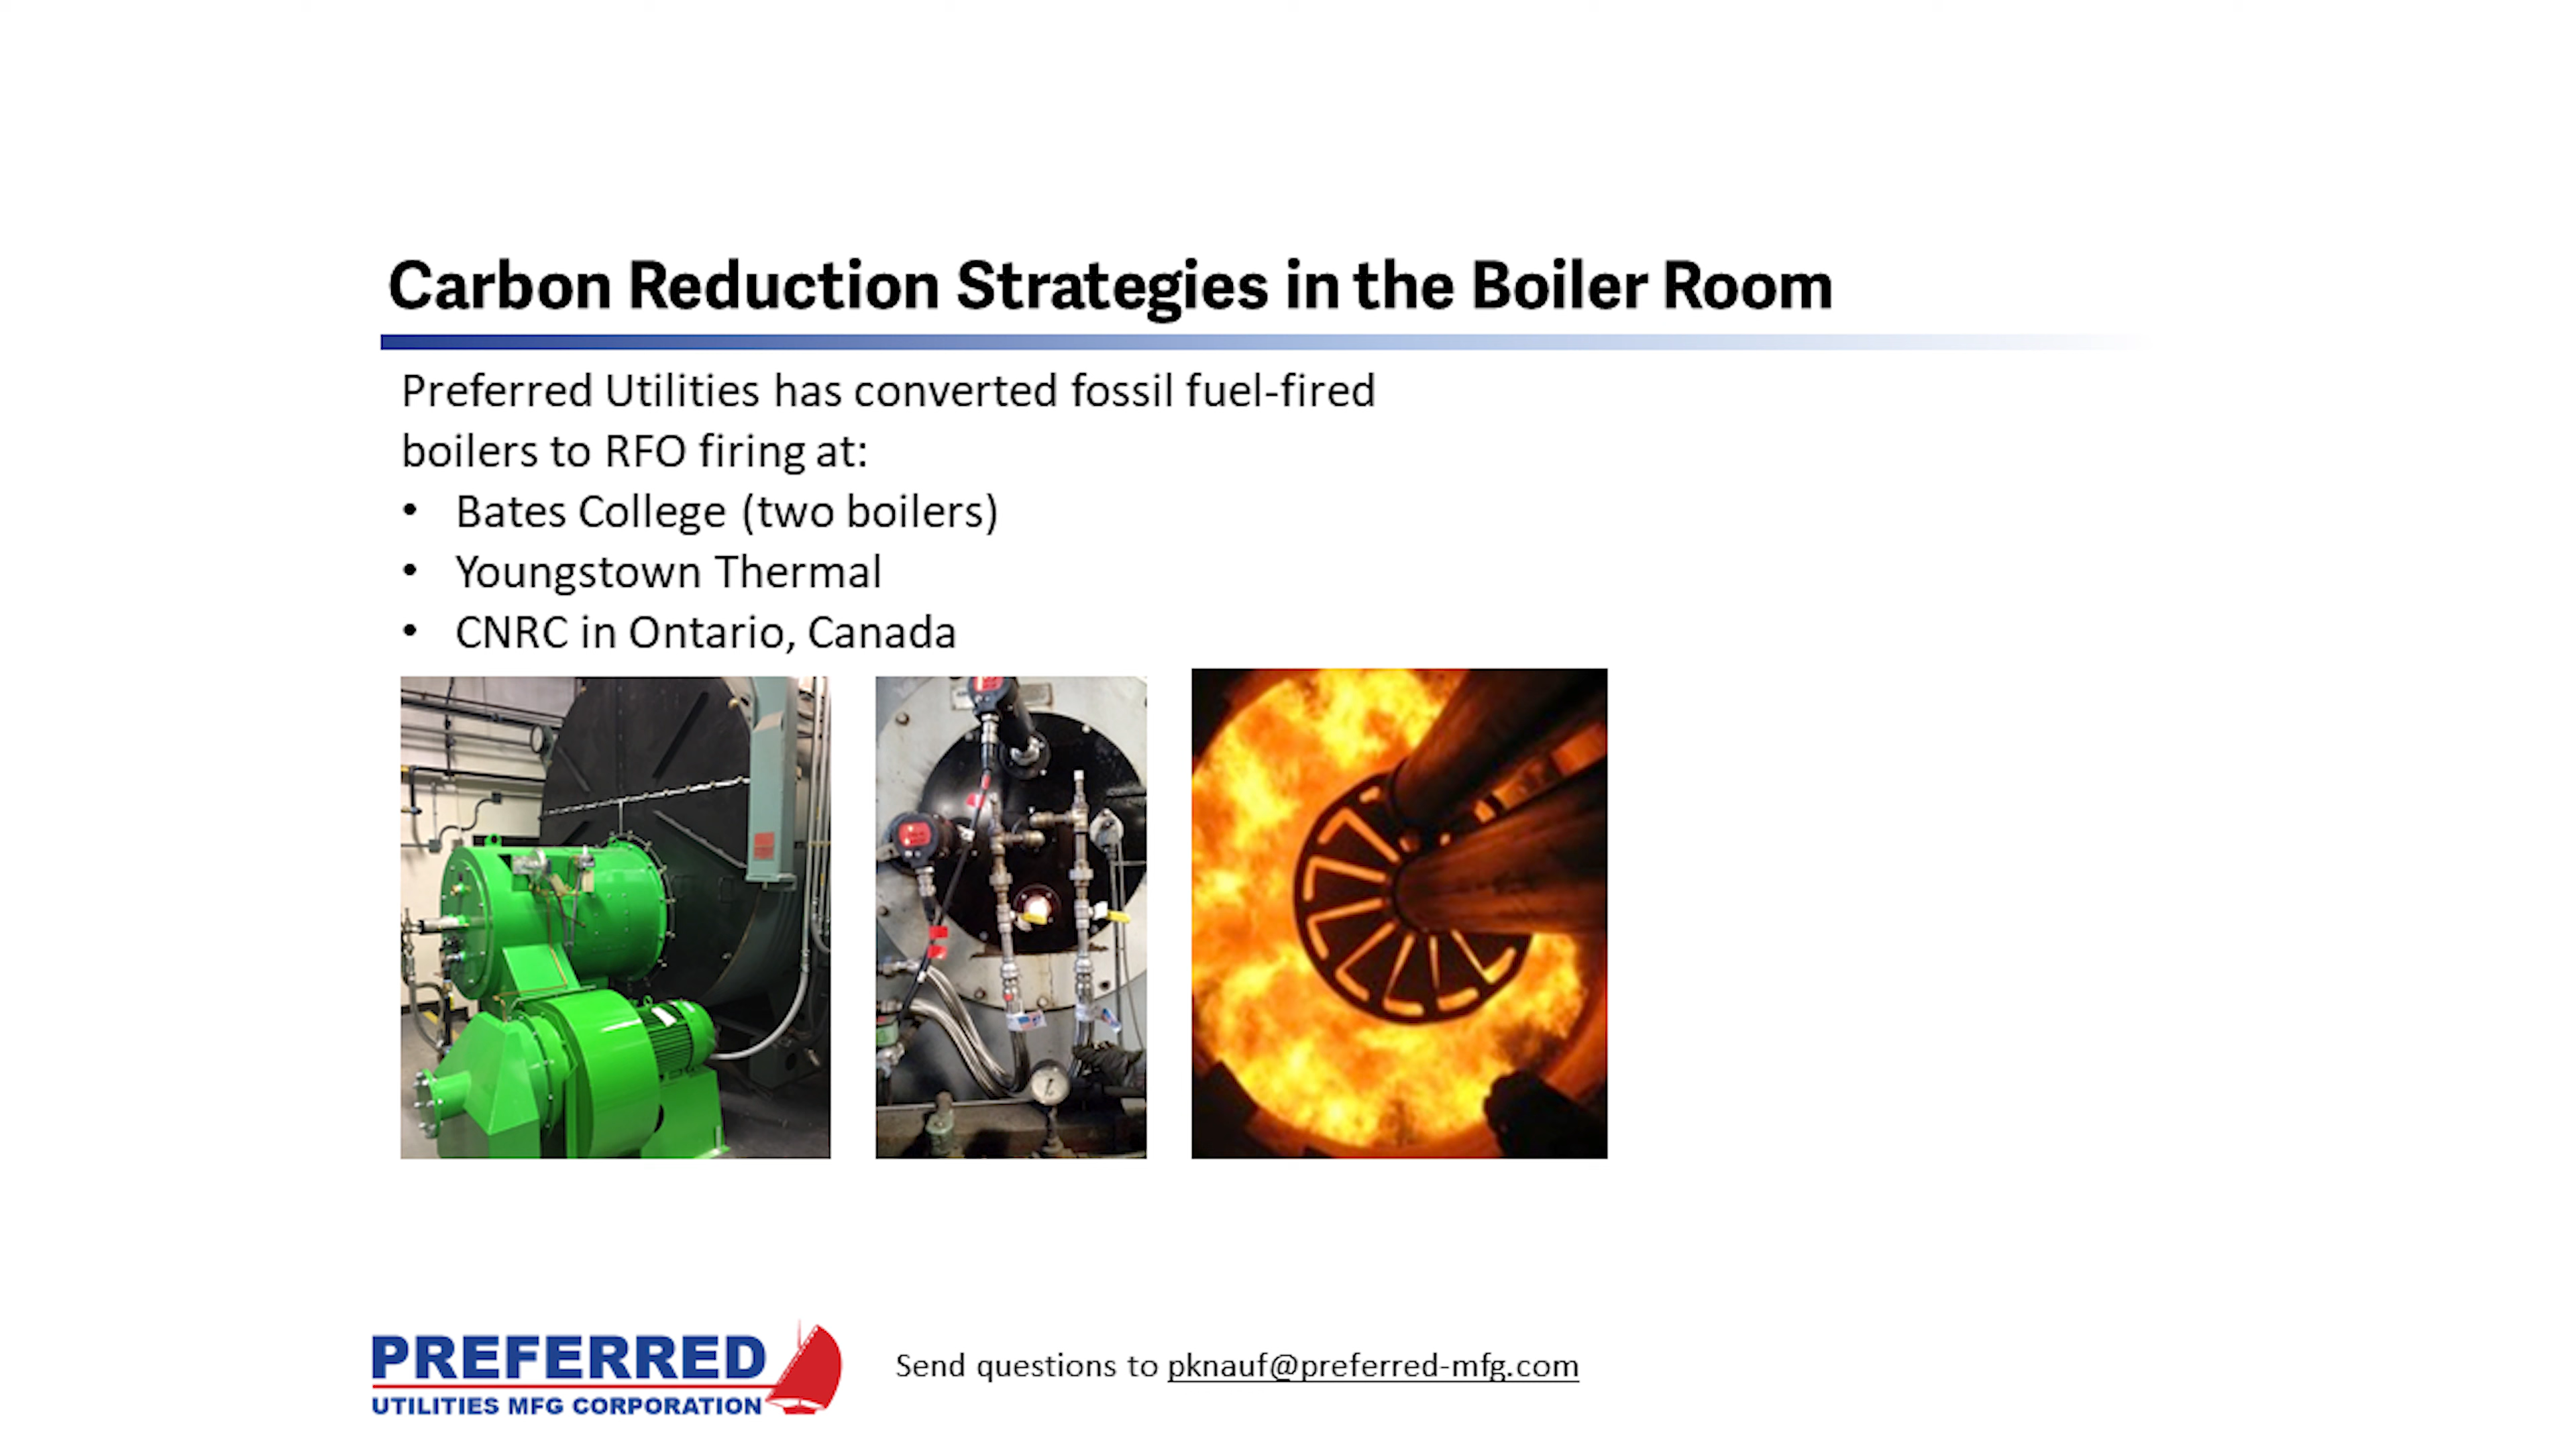 Carbon Reduction Strategies in the Boiler Room
Preferred Utilities has converted fossil fuel-fired
boilers to RFO firing at:
• Bates College (two boilers)
• Youngstown Thermal
• CNRC in Ontario, Canada
PREFERRED
UTILITIES MFG CORPORATION
Send questions to pknauf@preferred-mfg.com